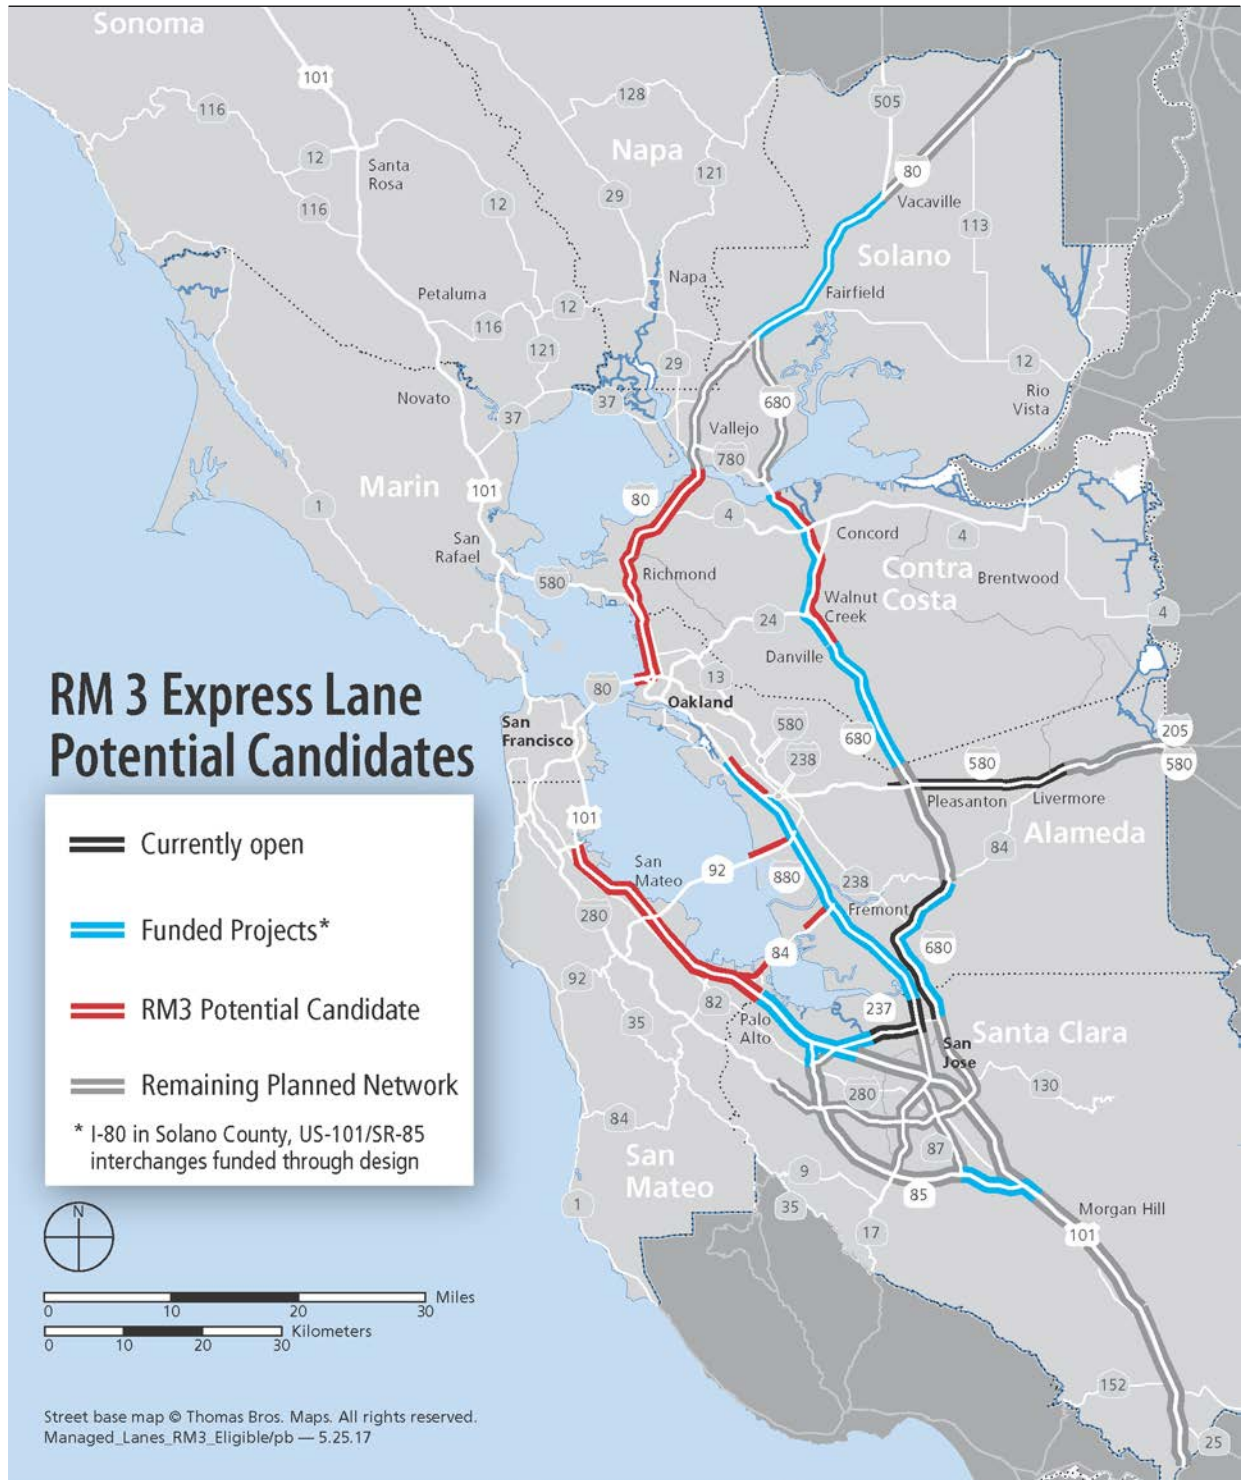 Sonoma
101
116
128
505
Napa
80
12
Santa
Rosa
121
116
29
12
Vacaville
113
Solano
Napa
Petaluma
Fairfield
12
116
121
29
12
Rio
Vista
Novato
37
37
680
Vallejo
780
Marin
101
80
1
4
Concord
4
San
Rafael
Richmond
580
Contra
Costa
Brentwood
Walnut
Creek
4
24
Danville
13
RM 3 Express Lane
Potential Candidates
80
Oakland
San
Francisco
580
680
205
238
580
580
Pleasanton
Livermore
Alameda
101
84
San
Mateo
92
880
238
280
Fremont
680
84
92
82
237
35
Palo
Alto
San
Jose
Santa Clara
130
280
84
87
San
Mateo
9
85
35
Morgan Hill
1
17
101
152
25
Currently open
Funded Projects*
RM3 Potential Candidate
Remaining Planned Network
* I-80 in Solano County, US-101/SR-85
interchanges funded through design
N
Miles
0 10 20 30
Kilometers
0 10 20 30
Street base map © Thomas Bros. Maps. All rights reserved.
Managed_Lanes_RM3_Eligible/pb — 5.25.17